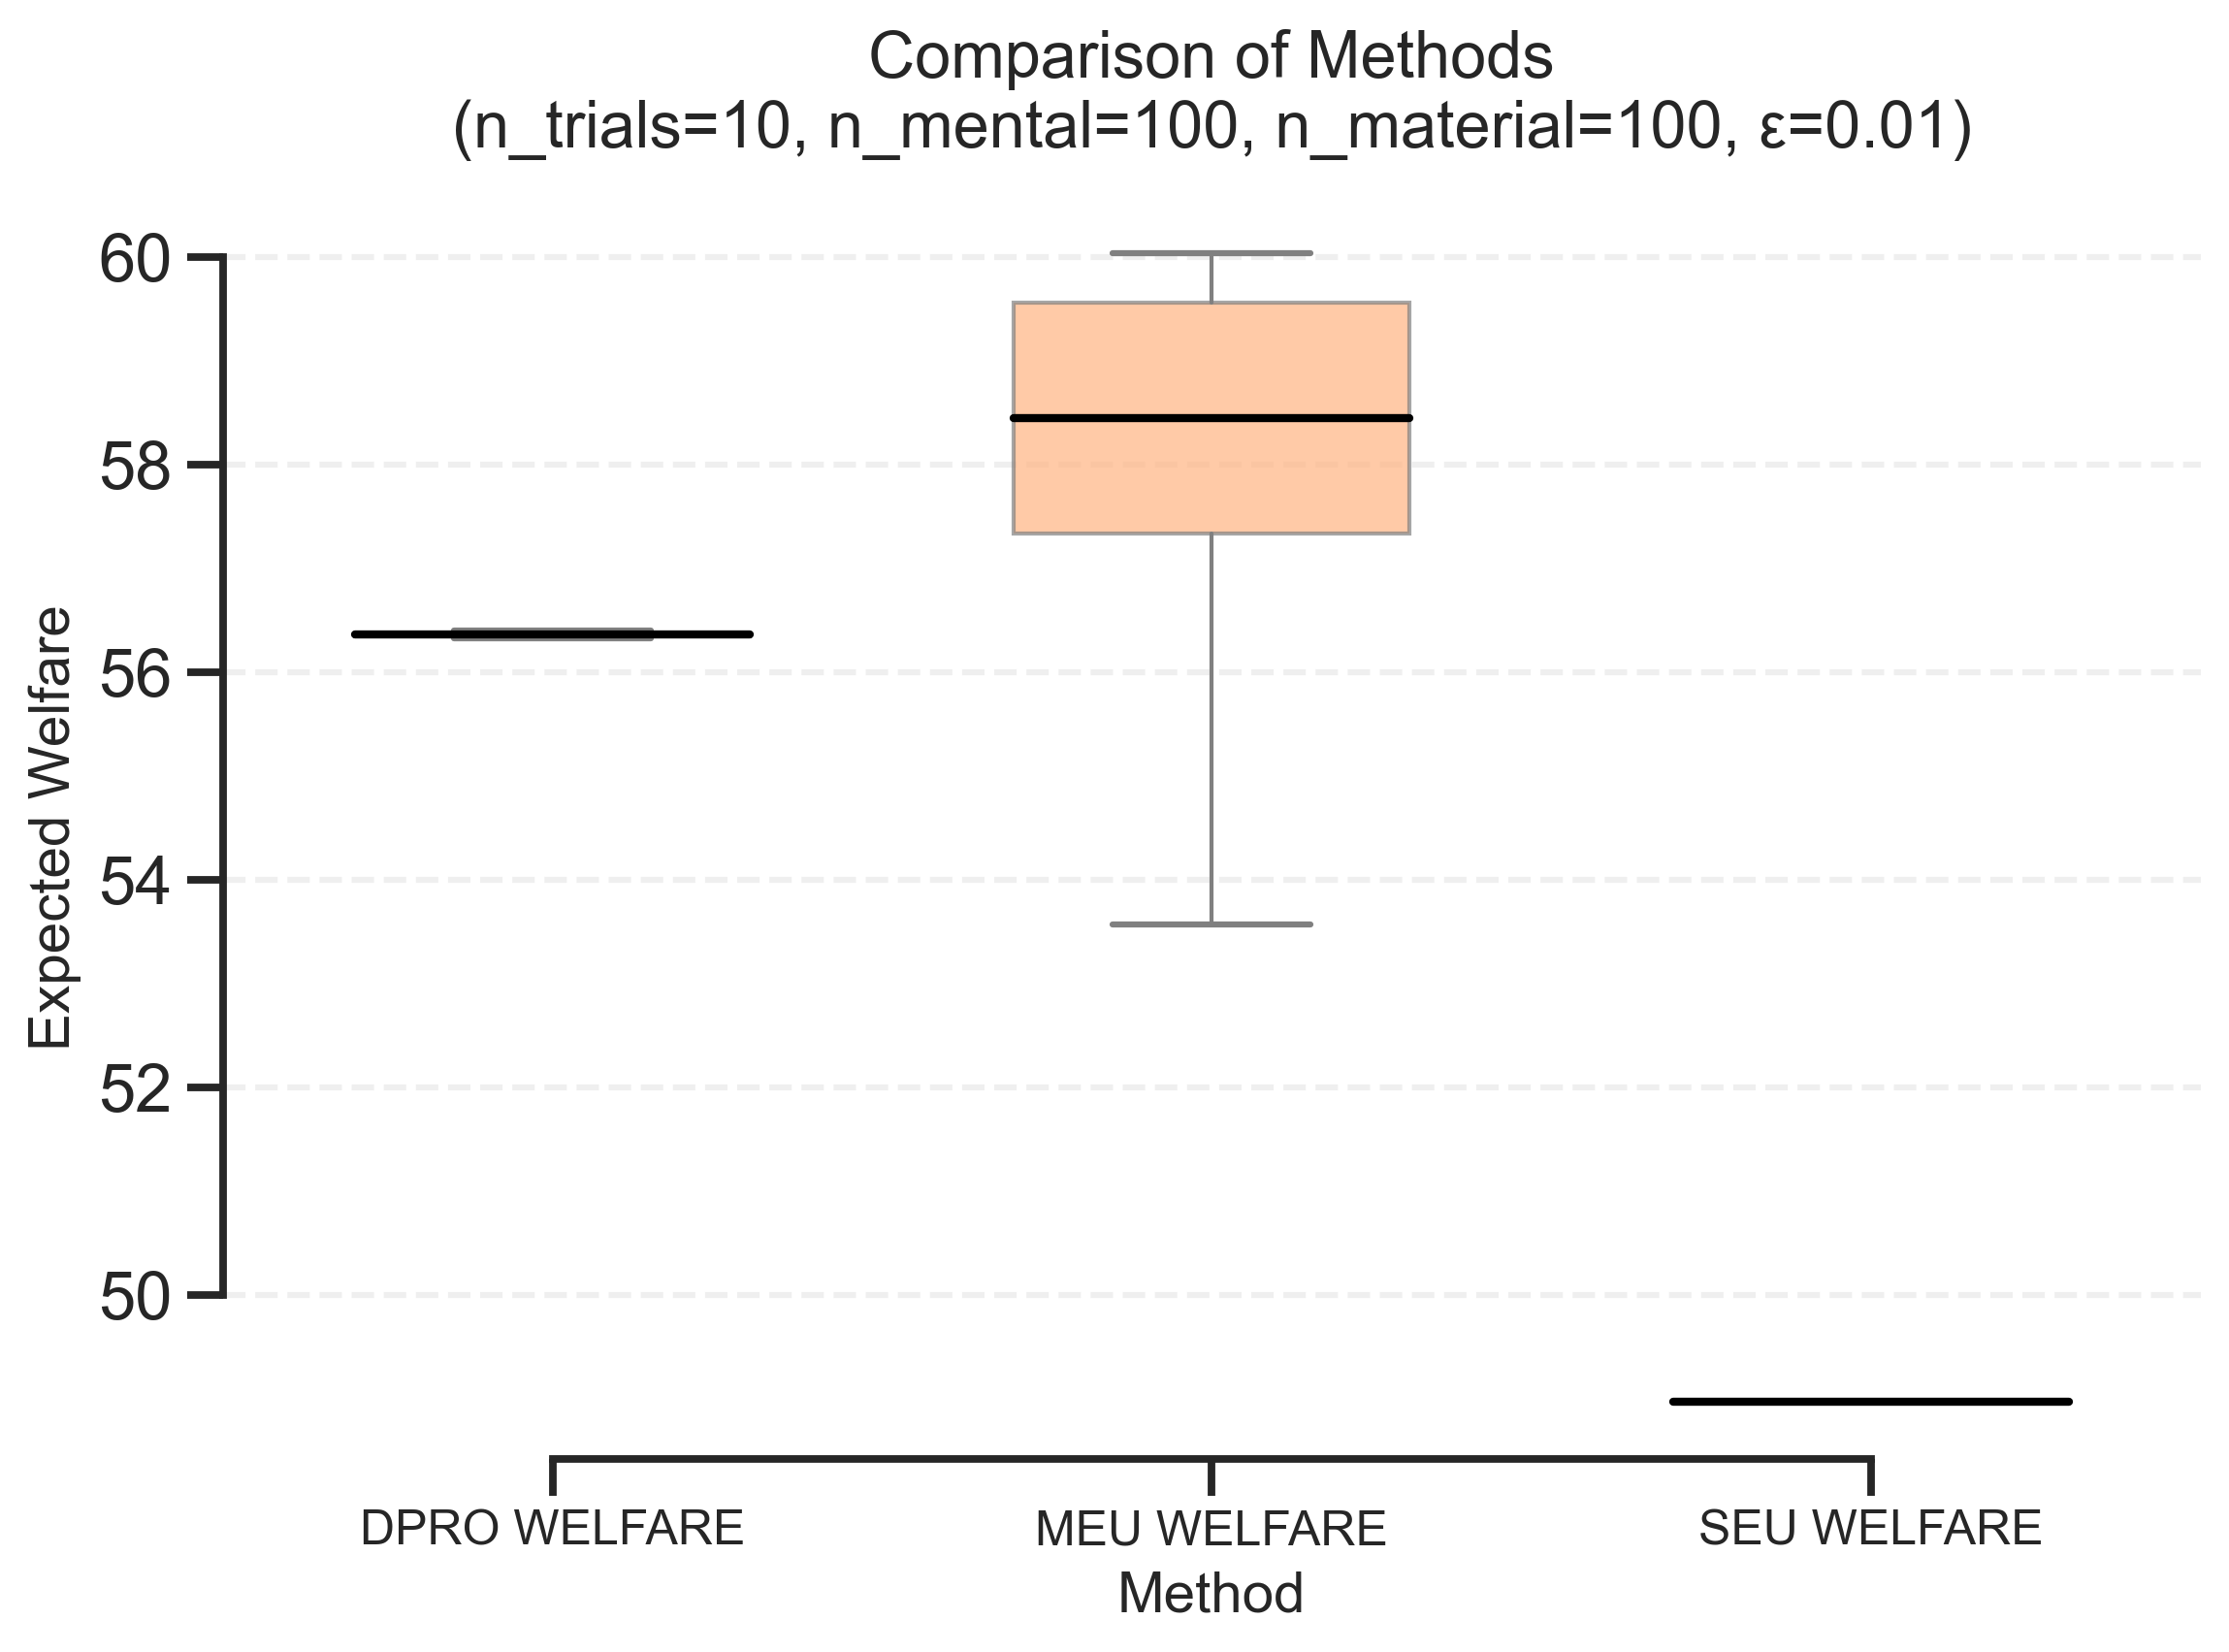 Comparison of Methods
(n_trials=10, n_mental=100, n_material=100, ε=0.01)
60
58
56
54
52
50
Expected Welfare
DPRO WELFARE
MEU WELFARE
SEU WELFARE
Method